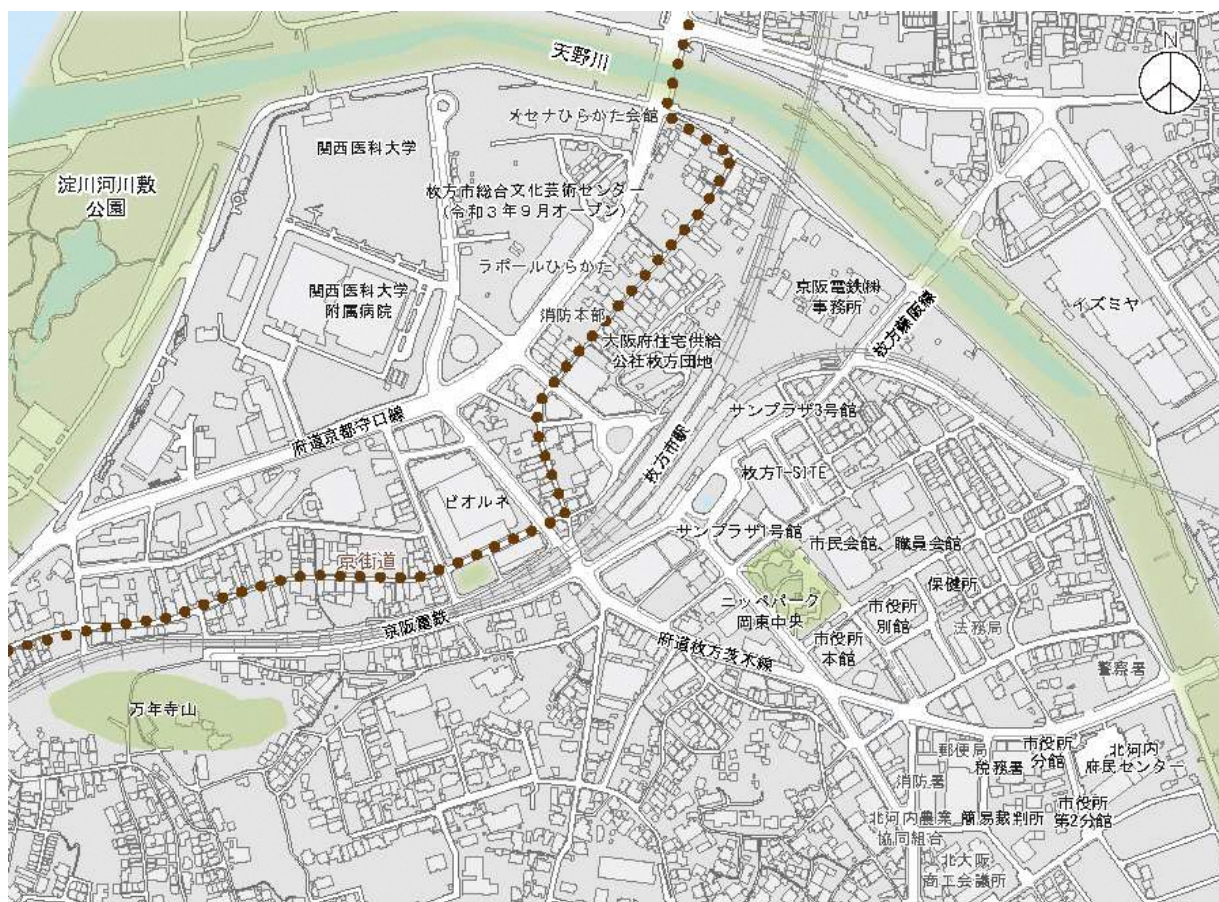 N
天野川
メセナひらかた会館
関西医科大学
淀川河川敷
公園
枚方市総合文化芸術センター
(令和3年9月オープン)
ラポールひらかた
関西医科大学
附属病院
京阪電鉄㈱
事務所
イズミヤ
消防本部
枚方藤阪線
大阪府住宅供給
公社枚方団地
サンプラザ3号館
府道京都守口線
枚方市駅
枚方T-SITE
ビオルネ
サンプラザ1号館
市民会館、職員会館
京街道
保健所
ニッペパーク
岡東中央
市役所
別館
法務局
京阪電鉄
府道枚方茨木線
市役所
本館
警察署
万年寺山
郵便局
税務署
市役所
分館
北河内
府民センター
消防署
北河内農業
協同組合
簡易裁判所
市役所
第2分館
北大阪
商工会議所